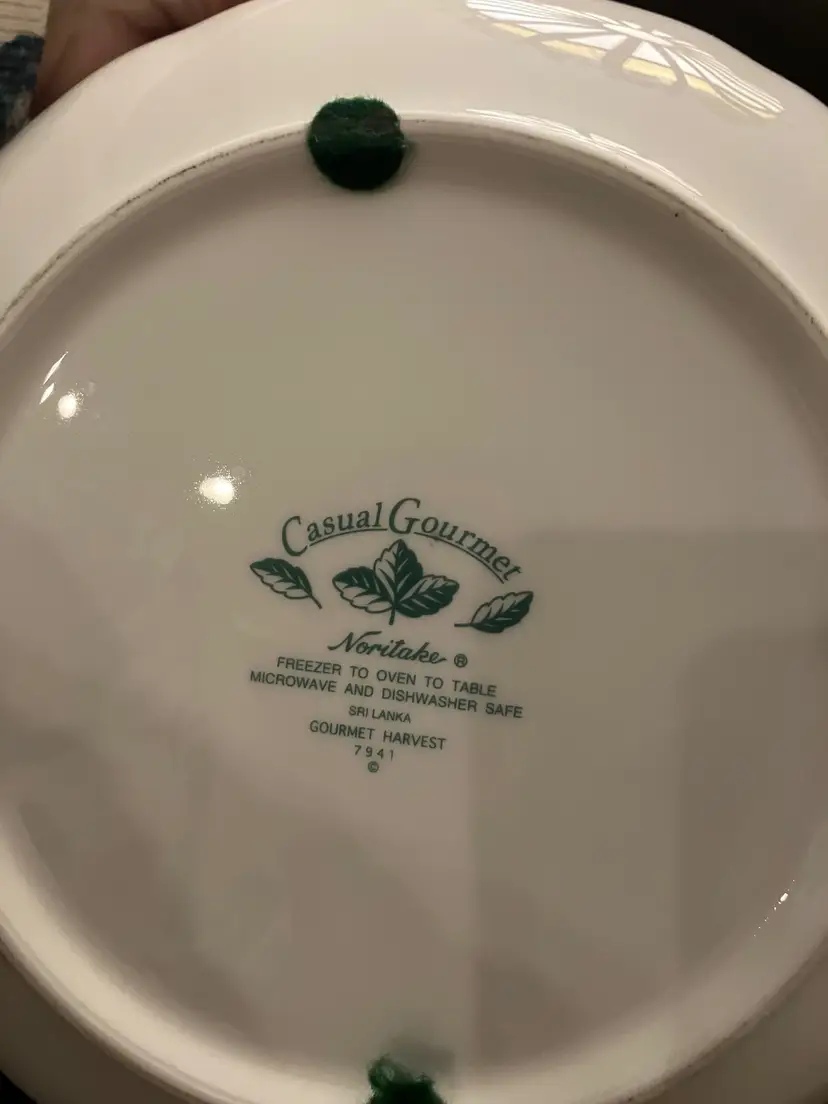 Casual Gourmet
Noritake ®
FREEZER TO OVEN TO TABLE
MICROWAVE AND DISHWASHER SAFE
SRI LANKA
GOURMET HARVEST
7941
©